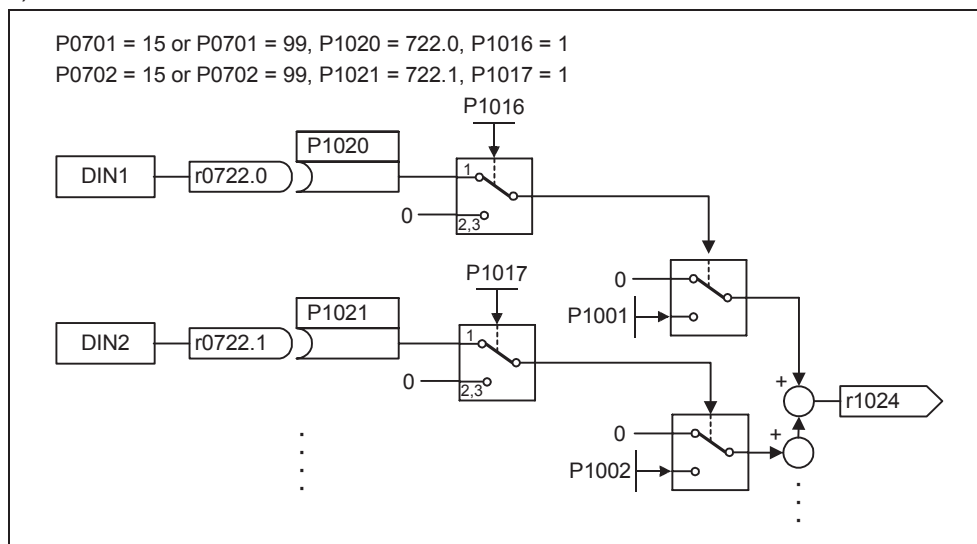 P0701 = 15 or P0701 = 99, P1020 = 722.0, P1016 = 1
P0702 = 15 or P0702 = 99, P1021 = 722.1, P1017 = 1
P1016
P1020
DIN1
r0722.0
1
0
2,3
P1017
0
P1021
P1001
DIN2
r0722.1
1
0
2,3
+
r1024
0
+
P1002